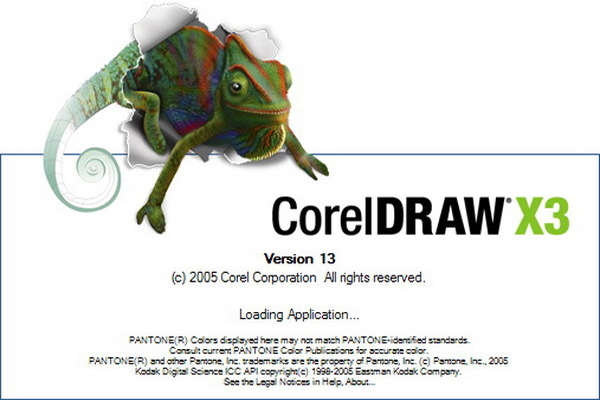 CorelDRAW® X3
Version 13
(c) 2005 Corel Corporation All rights reserved.
Loading Application...
PANTONE(R) Colors displayed here may not match PANTONE-identified standards.
Consult current PANTONE Color Publications for accurate color.
PANTONE(R) and other Pantone, Inc. trademarks are the property of Pantone, Inc. (c) Pantone, Inc., 2005
Kodak Digital Science ICC API copyright(c) 1998-2005 Eastman Kodak Company.
See the Legal Notices in Help, About...